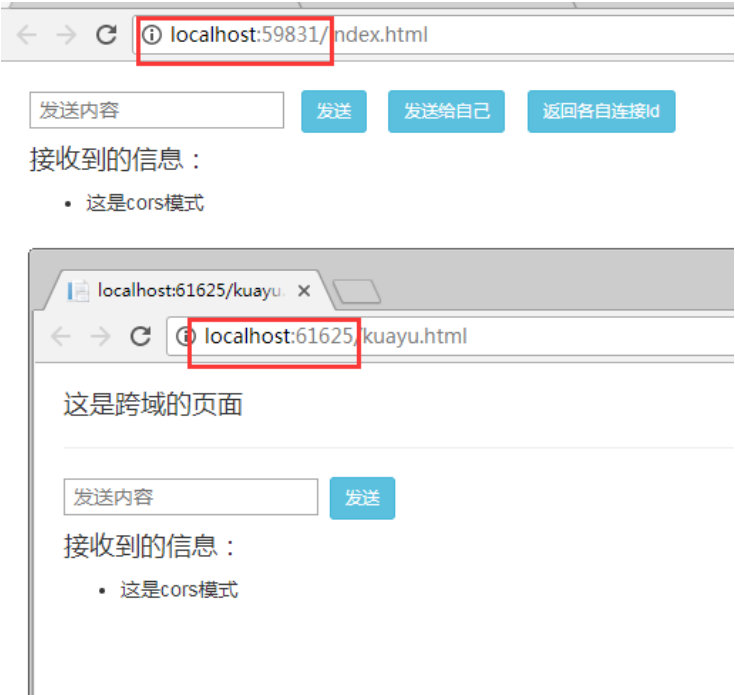 localhost:59831/index.html
发送内容 发送 发送给自己 返回各自连接Id
接收到的信息：
• 这是cors模式
localhost:61625/kuayu.
localhost:61625/kuayu.html
这是跨域的页面
发送内容 发送
接收到的信息：
• 这是cors模式